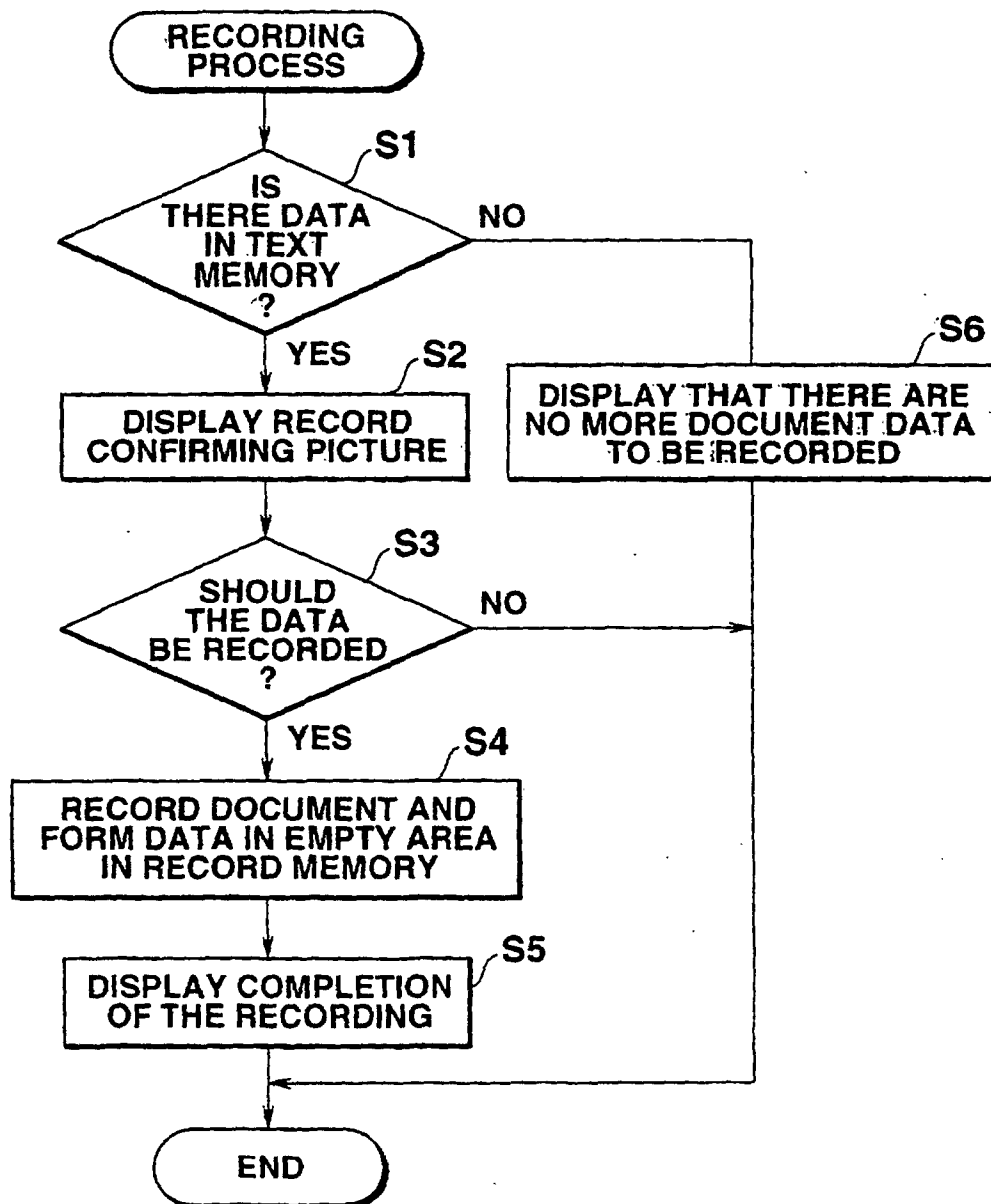 RECORDING
PROCESS
S1
IS
THERE DATA
IN TEXT
MEMORY
?
NO
YES
S2
DISPLAY RECORD
CONFIRMING PICTURE
S6
DISPLAY THAT THERE ARE
NO MORE DOCUMENT DATA
TO BE RECORDED
S3
SHOULD
THE DATA
BE RECORDED
?
NO
YES
S4
RECORD DOCUMENT AND
FORM DATA IN EMPTY AREA
IN RECORD MEMORY
S5
DISPLAY COMPLETION
OF THE RECORDING
END